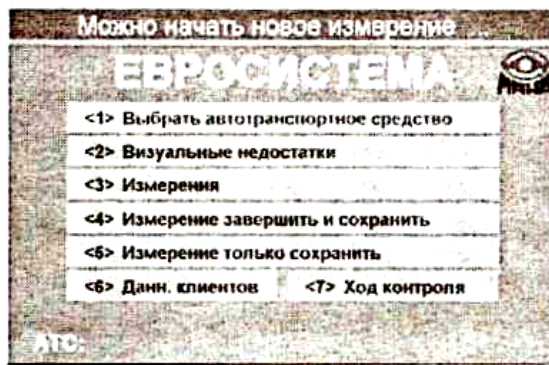 Можно начать новое измерение ...
ЕВРОСИСТЕМА
<1> Выбрать автотранспортное средство
<2> Визуальные недостатки
<3> Измерения
<4> Измерение завершить и сохранить
<5> Измерение только сохранить
<6> Данн. клиентов <7> Ход контроля
АТС: